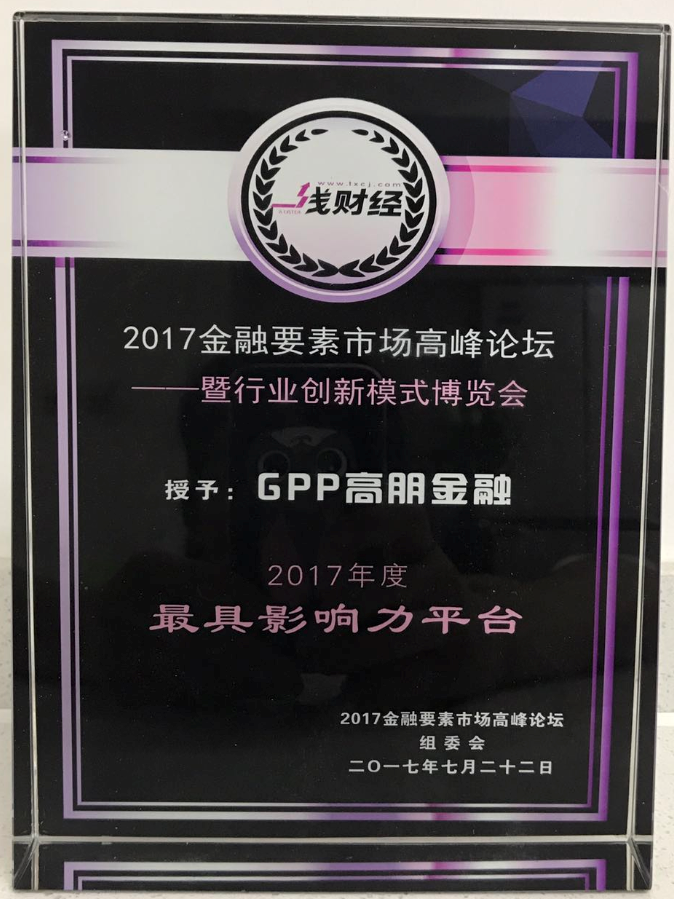 www.1xcj.com
一线财经
2017金融要素市场高峰论坛
——暨行业创新模式博览会
授予：GPP高朋金融
2017年度
最具影响力平台
2017金融要素市场高峰论坛
组委会
二〇一七年七月二十二日